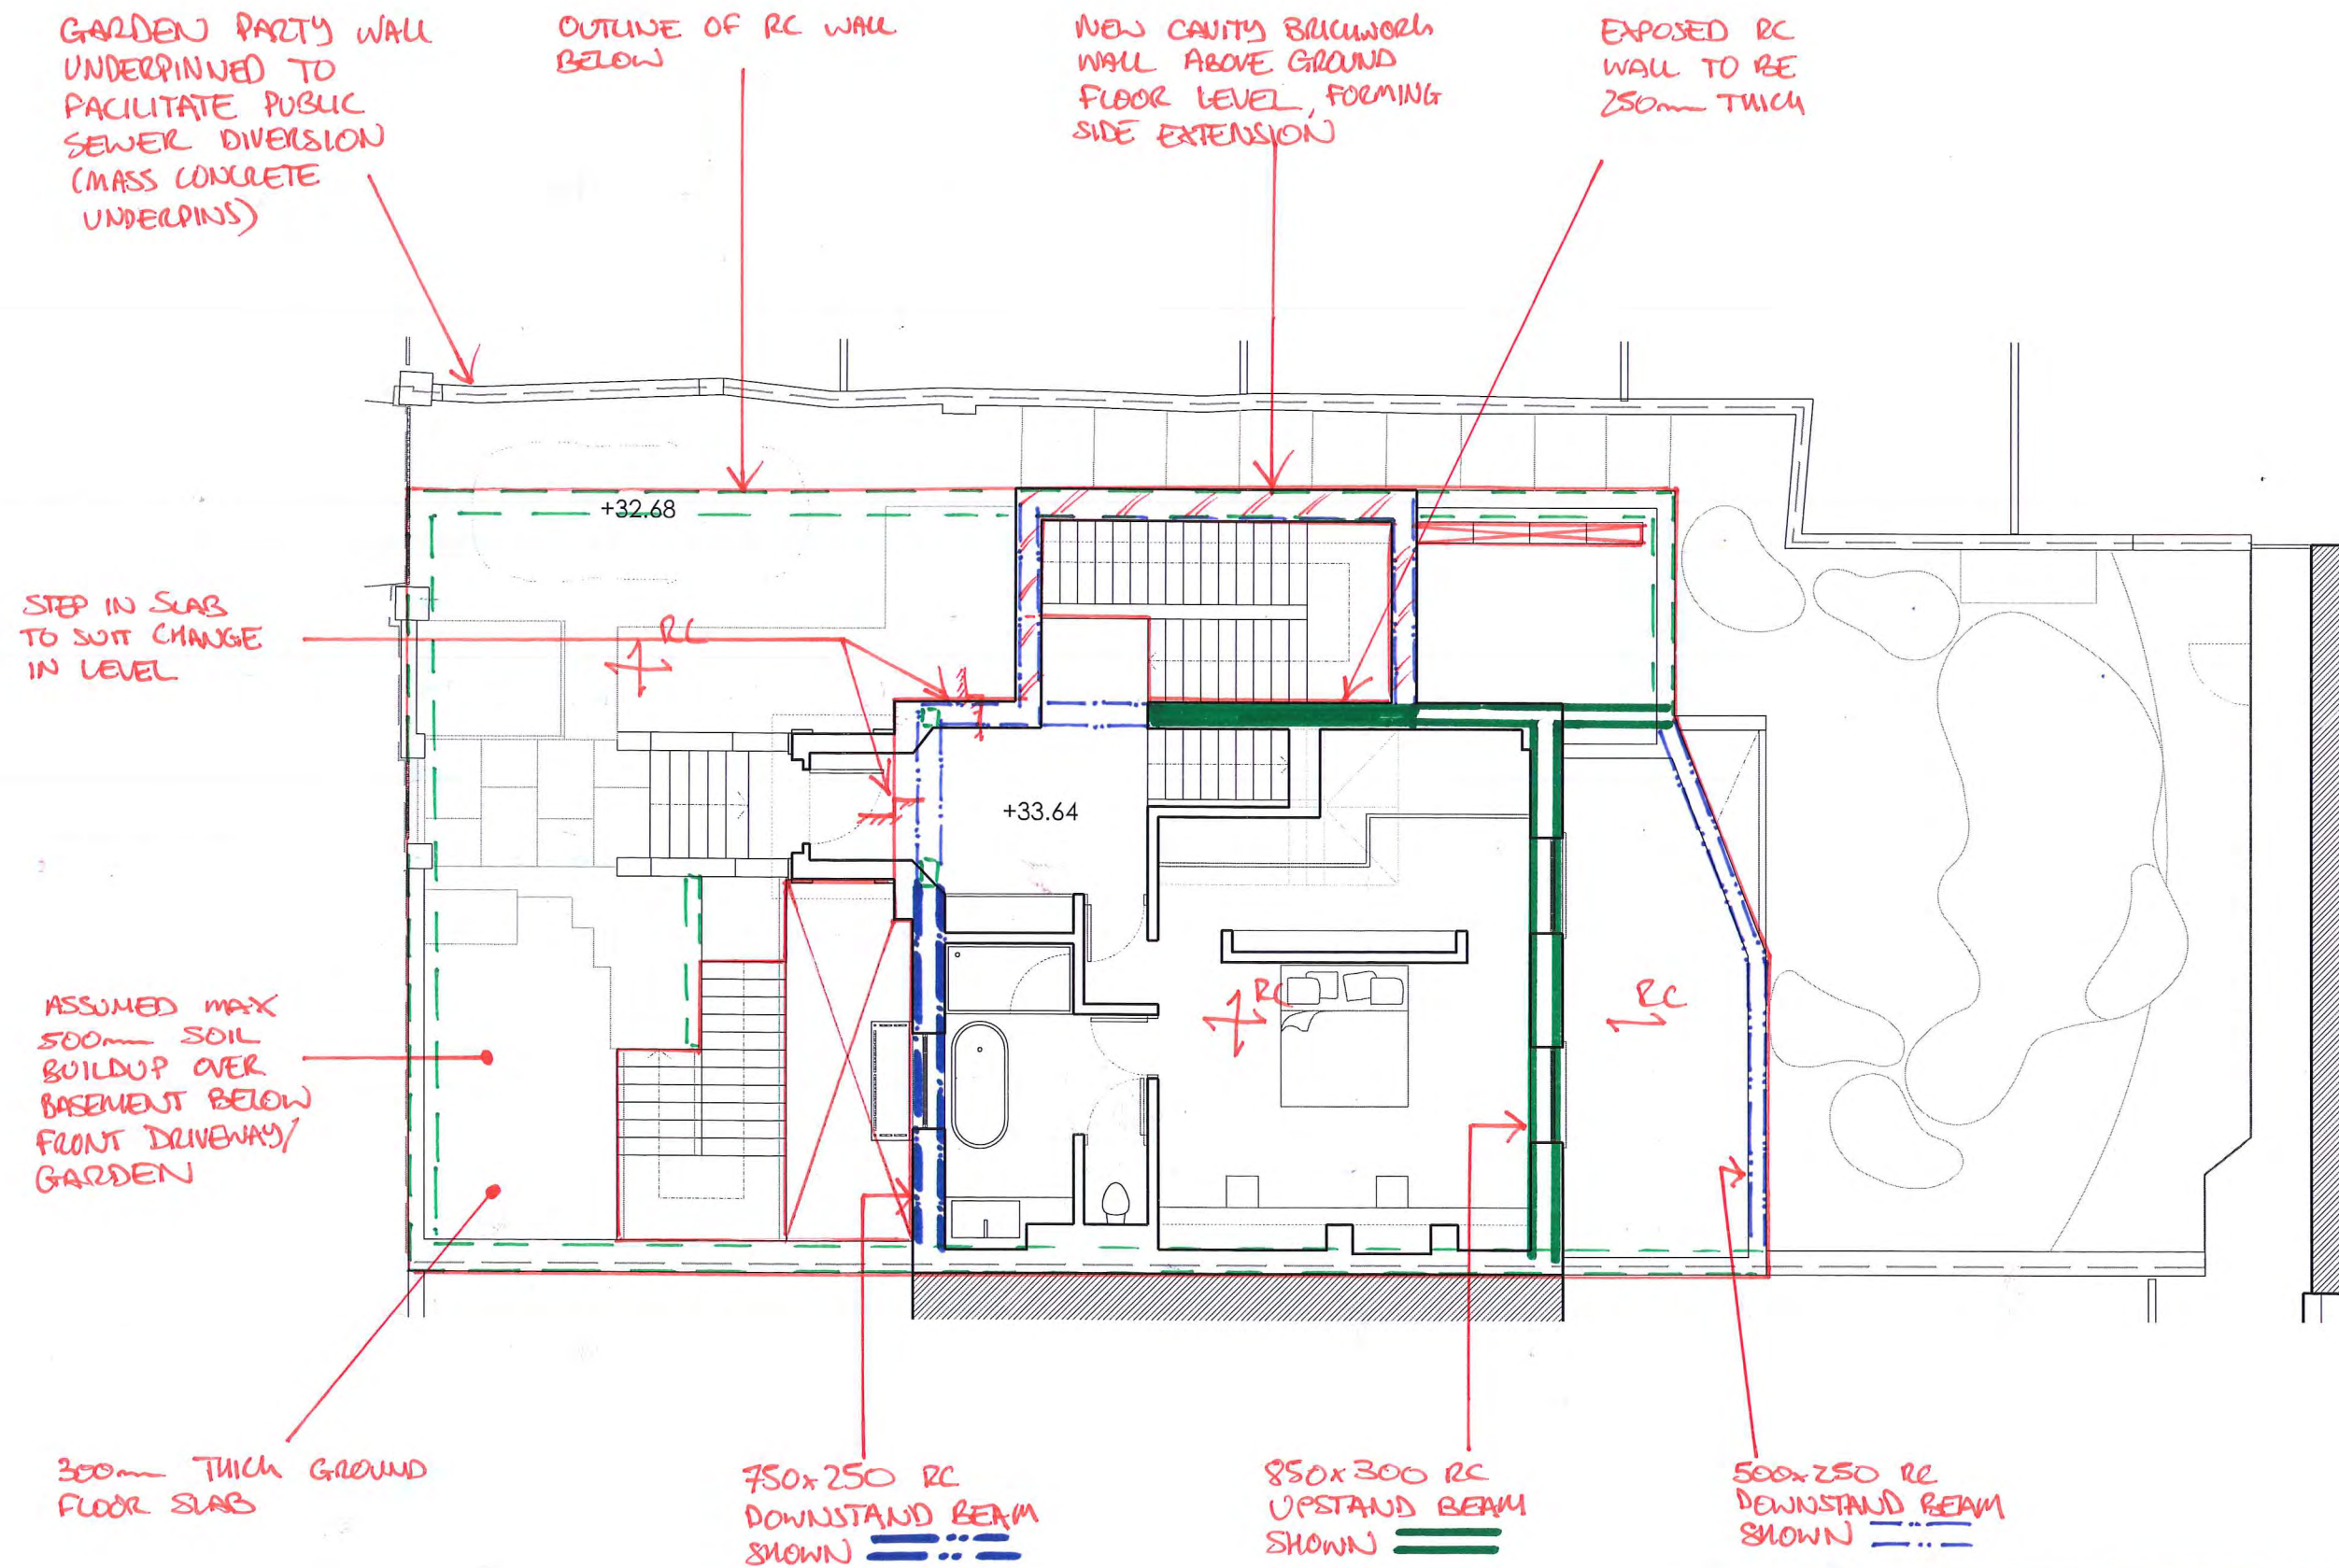 GARDEN PARTY WALL
UNDERPINNED TO
FACILITATE PUBLIC
SEWER DIVERSION
(MASS CONCRETE
UNDERPINS)
OUTLINE OF RC WALL
BELOW
NEW CAVITY BRICKWORK
WALL ABOVE GROUND
FLOOR LEVEL, FORMING
SIDE EXTENSION
EXPOSED RC
WALL TO BE
250mm THICK
+32.68
STEP IN SLAB
TO SUIT CHANGE
IN LEVEL
RC
+33.64
RC
RC
ASSUMED MAX
500mm SOIL
BUILDUP OVER
BASEMENT BELOW
FRONT DRIVEWAY/
GARDEN
300mm THICK GROUND
FLOOR SLAB
750x250 RC
DOWNSTAND BEAM
SHOWN
850x300 RC
UPSTAND BEAM
SHOWN
500x250 RC
DOWNSTAND BEAM
SHOWN